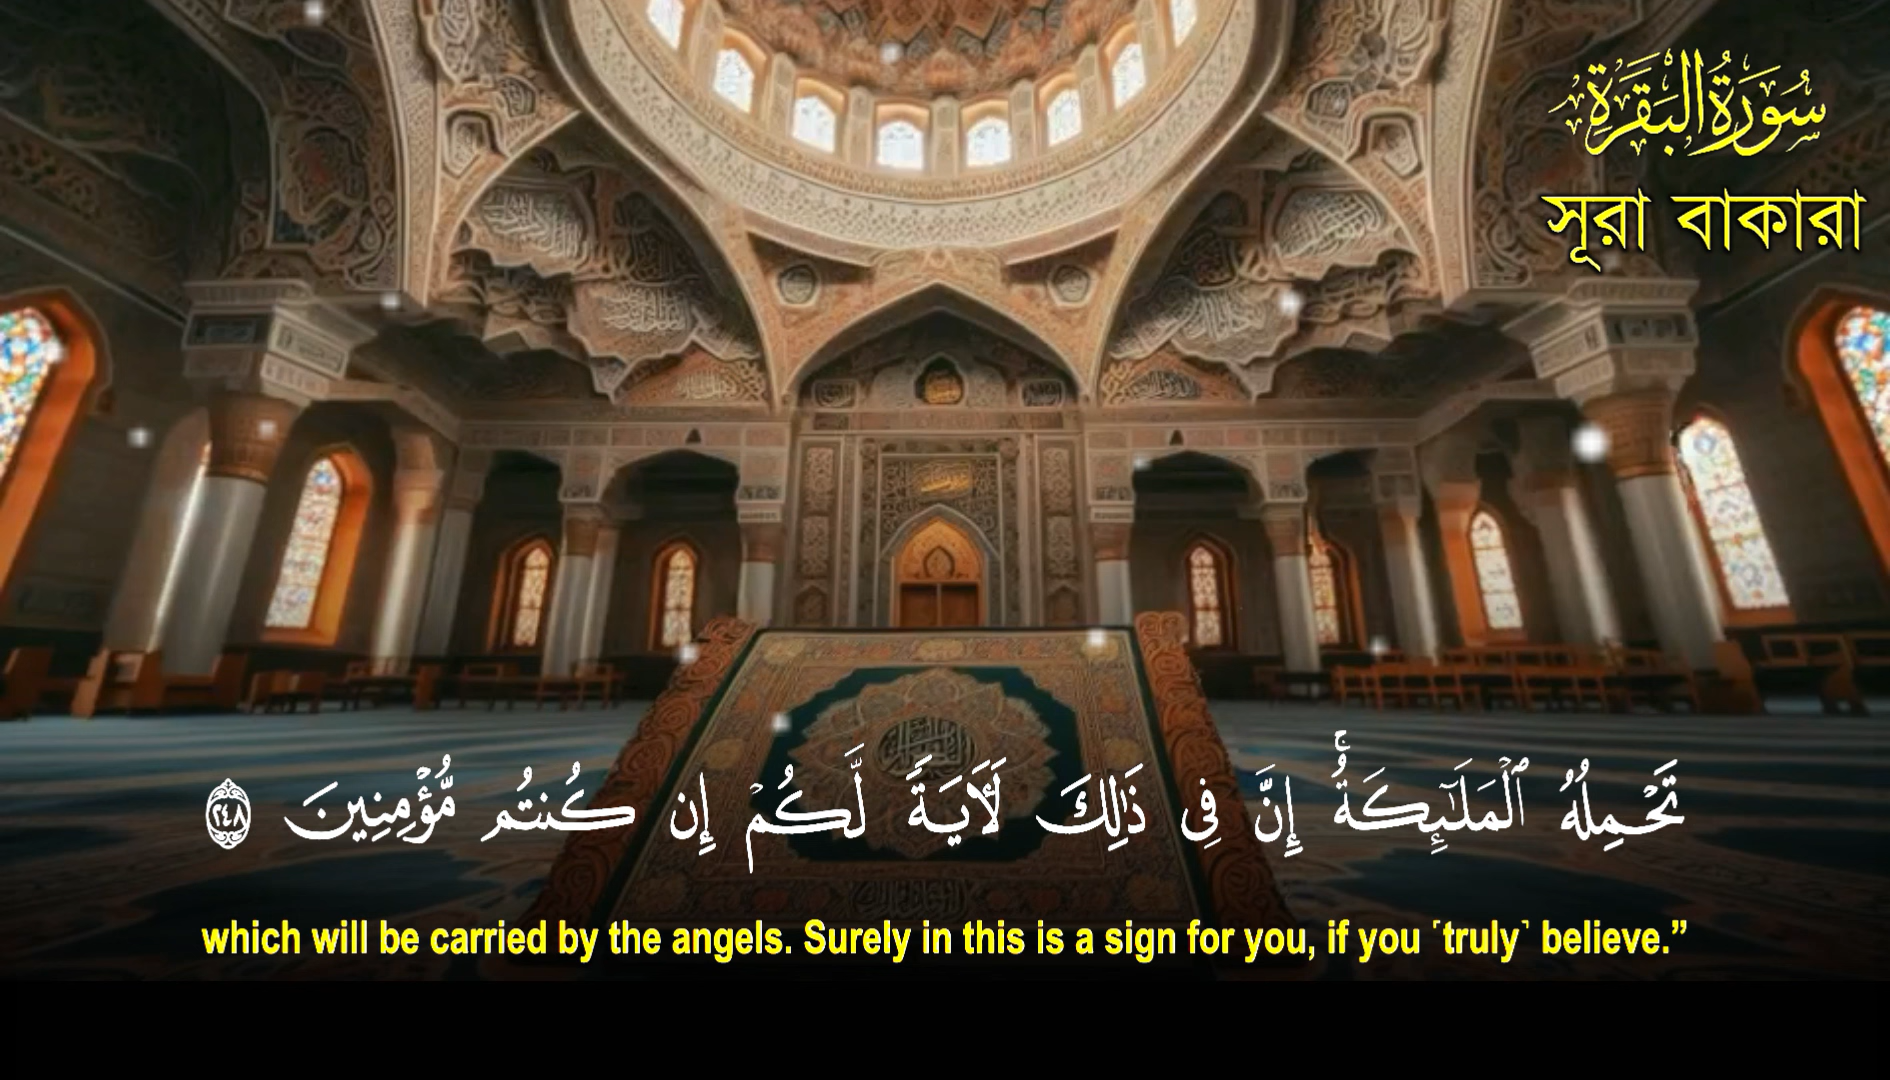 سُورَةُ البَقَرَةِ
সূরা বাকারা
تَحْمِلُهُ ٱلْمَلَـٰٓئِكَةُ ۚ إِنَّ فِى ذَٰلِكَ لَـَٔايَةً لَّكُمْ إِن كُنتُم مُّؤْمِنِينَ ٢٤٨
which will be carried by the angels. Surely in this is a sign for you, if you ˹truly˺ believe.”